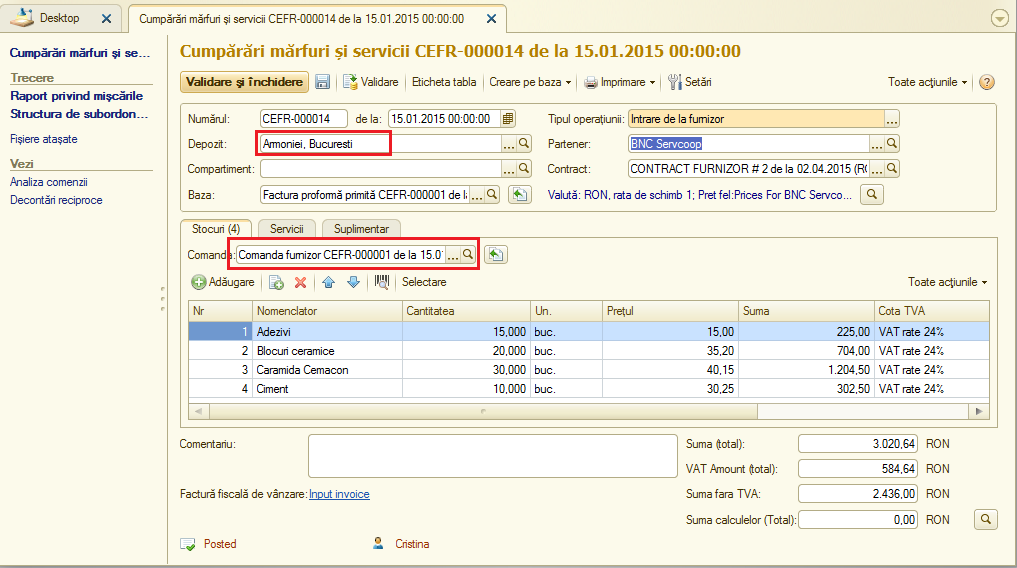 Desktop
Cumpărări mărfuri și servicii CEFR-000014 de la 15.01.2015 00:00:00
Cumpărări mărfuri și se...
Trecere
Raport privind mișcările
Structura de subordon...
Fișiere atașate
Vezi
Analiza comenzii
Decontări reciproce
Cumpărări mărfuri și servicii CEFR-000014 de la 15.01.2015 00:00:00
Validare și închidere
Validare
Eticheta tabla
Creare pe baza
Imprimare
Setări
Toate acțiunile
Numărul: CEFR-000014 de la: 15.01.2015 00:00:00
Tipul operațiunii: Intrare de la furnizor ...
Depozit: Armoniei, Bucuresti ...
Partener: BNC Servcoop ...
Compartiment: ...
Contract: CONTRACT FURNIZOR # 2 de la 02.04.2015 (R ...
Baza: Factura proformă primită CEFR-000001 de l ...
Valută: RON, rata de schimb 1; Pret fel:Prices For BNC Servco...
Stocuri (4) Servicii Suplimentar
Comanda: Comanda furnizor CEFR-000001 de la 15.0 ...
Adăugare Selectare Toate acțiunile
Nr Nomenclator Cantitatea Un. Prețul Suma Cota TVA
1 Adezivi 15,000 buc. 15,00 225,00 VAT rate 24%
2 Blocuri ceramice 20,000 buc. 35,20 704,00 VAT rate 24%
3 Caramida Cemacon 30,000 buc. 40,15 1.204,50 VAT rate 24%
4 Ciment 10,000 buc. 30,25 302,50 VAT rate 24%
Comentariu:
Suma (total): 3.020,64 RON
VAT Amount (total): 584,64 RON
Factură fiscală de vânzare: Input invoice
Suma fara TVA: 2.436,00 RON
Suma calculelor (Total): 0,00 RON
Posted
Cristina